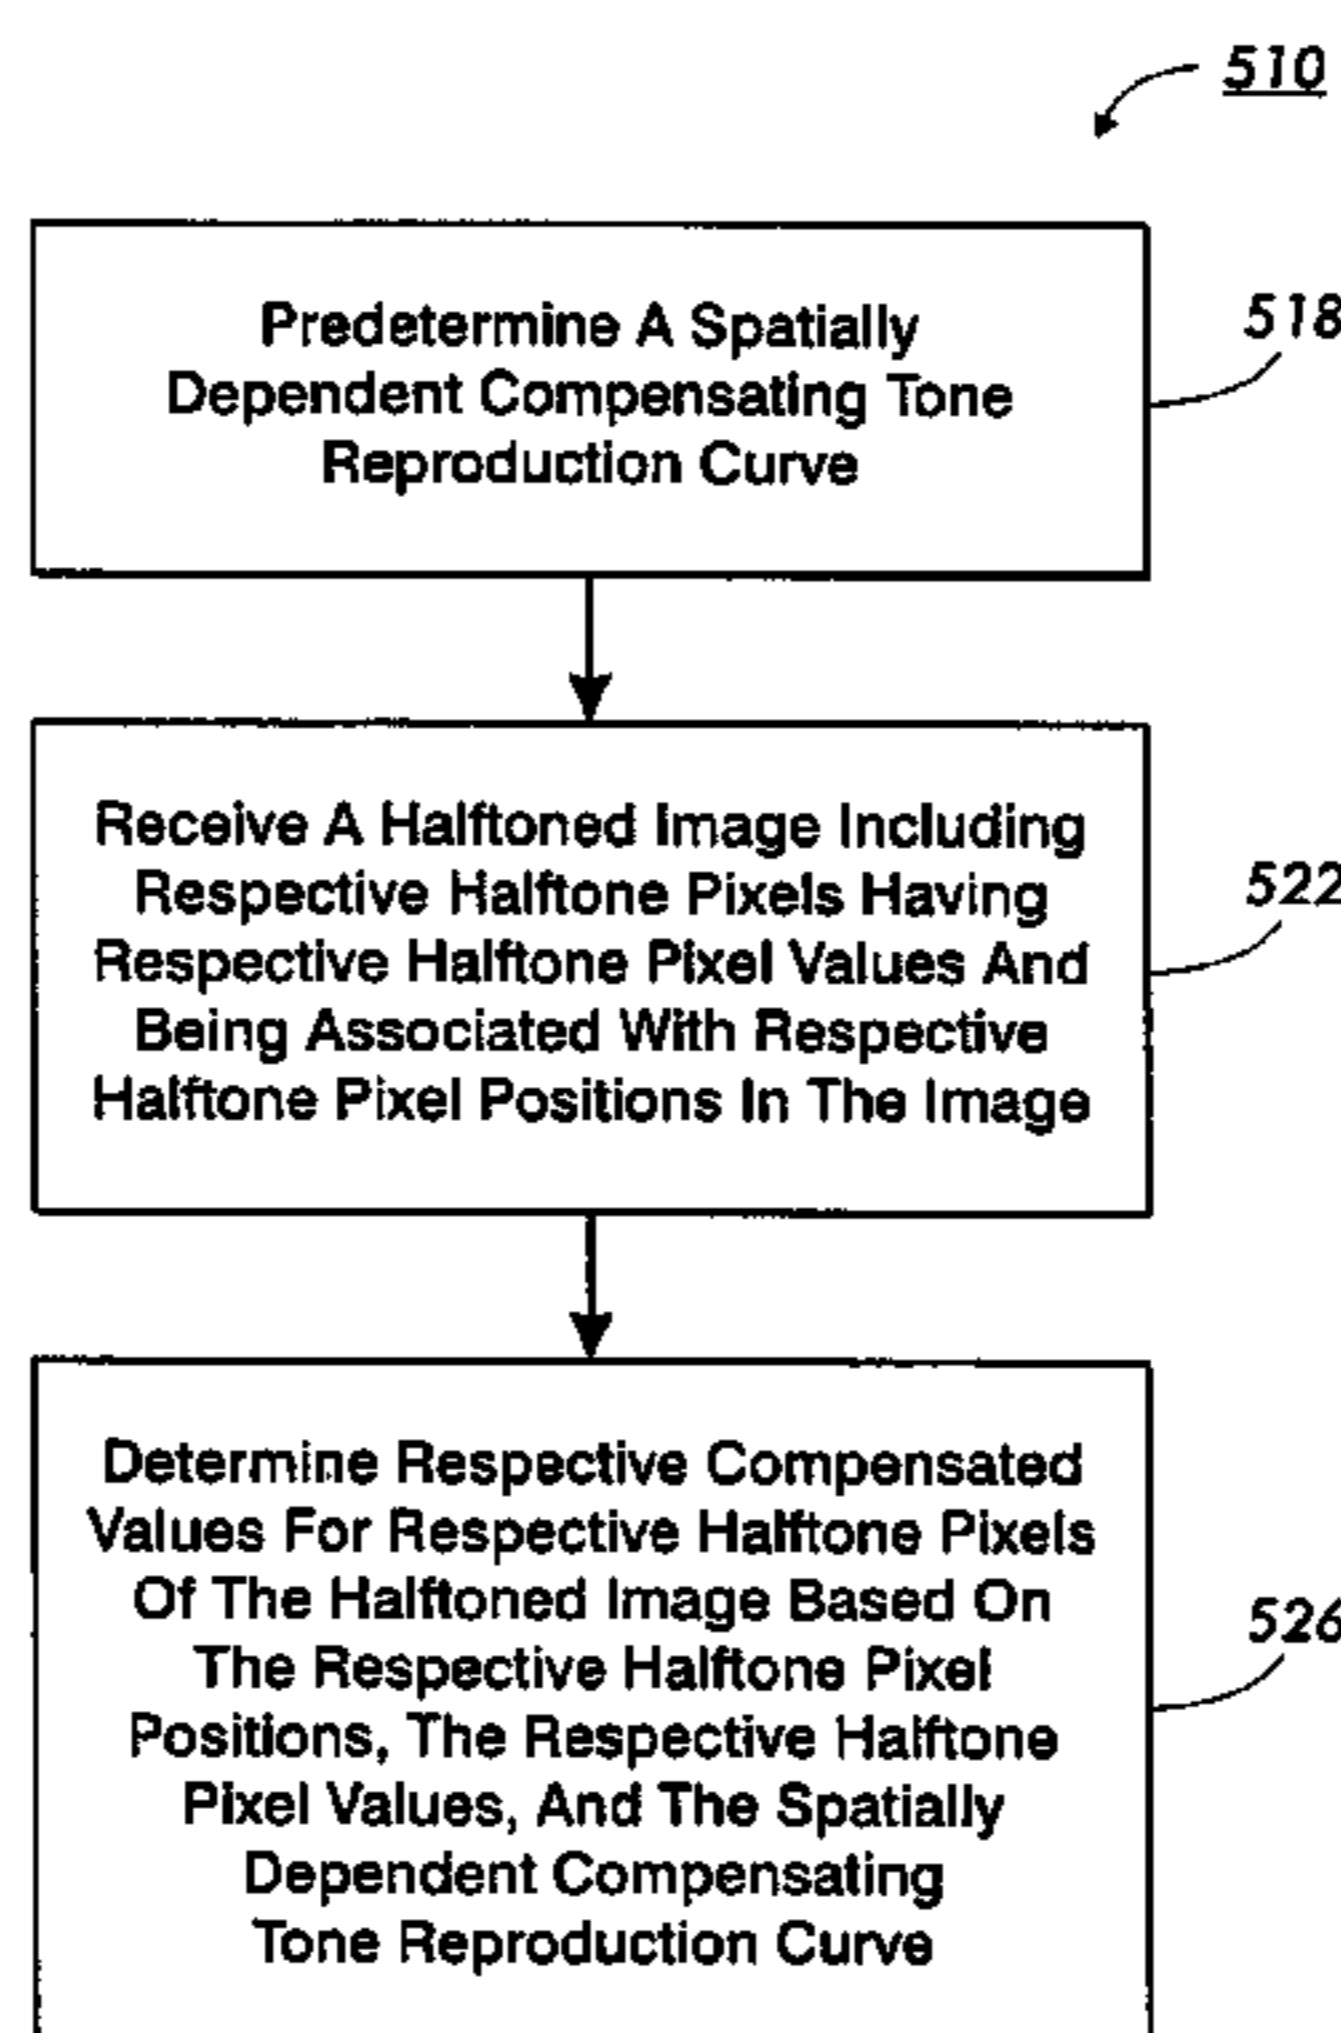 510
Predetermine A Spatially
Dependent Compensating Tone
Reproduction Curve
518
Receive A Halftoned Image Including
Respective Halftone Pixels Having
Respective Halftone Pixel Values And
Being Associated With Respective
Halftone Pixel Positions In The Image
522
Determine Respective Compensated
Values For Respective Halftone Pixels
Of The Halftoned Image Based On
The Respective Halftone Pixel
Positions, The Respective Halftone
Pixel Values, And The Spatially
Dependent Compensating
Tone Reproduction Curve
526